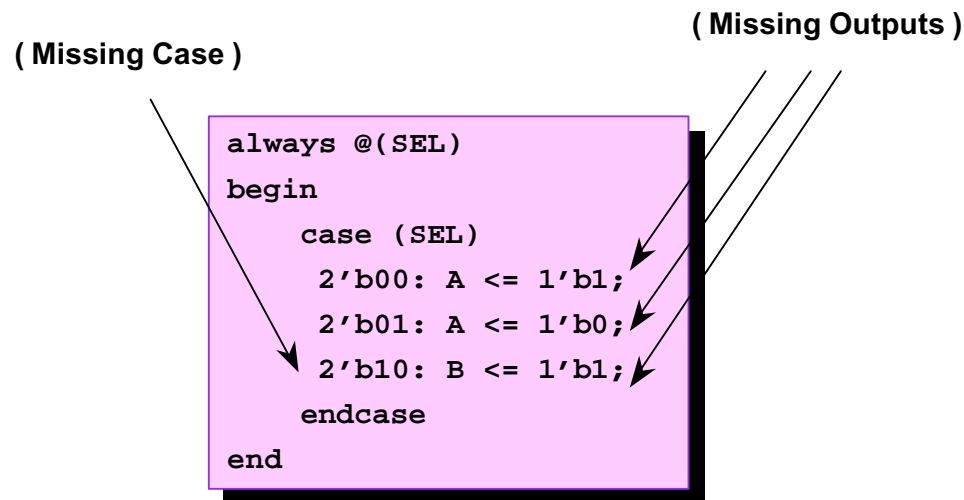 ( Missing Outputs )
( Missing Case )
always @(SEL)
begin
case (SEL)
2’b00: A <= 1’b1;
2’b01: A <= 1’b0;
2’b10: B <= 1’b1;
endcase
end